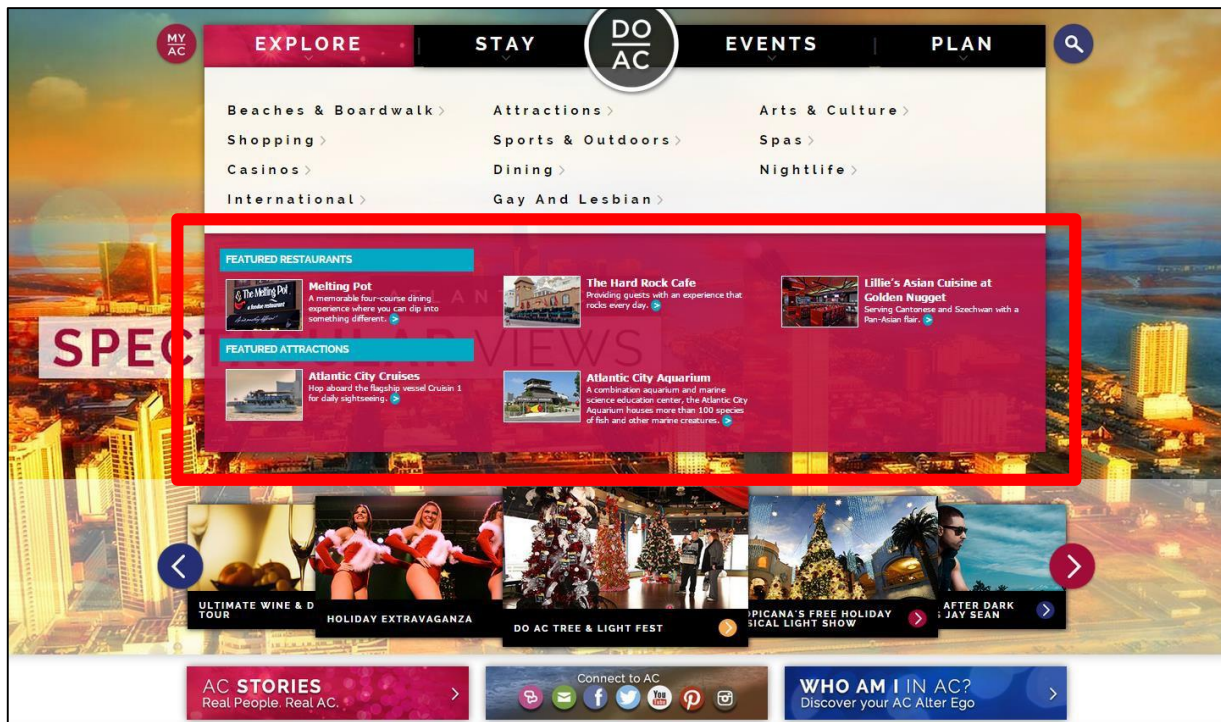 MY
AC
EXPLORE
STAY
DO
AC
EVENTS
PLAN
Beaches & Boardwalk
Attractions
Arts & Culture
Shopping
Sports & Outdoors
Spas
Casinos
Dining
Nightlife
International
Gay And Lesbian
FEATURED RESTAURANTS
The Melting Pot
Melting Pot
A memorable four-course dining
experience where you can dip into
something different.
The Hard Rock Cafe
Providing guests with an experience that
rocks every day.
Lillie's Asian Cuisine at
Golden Nugget
Serving Cantonese and Szechwan with a
Pan-Asian flair.
SPEC
VIEWS
FEATURED ATTRACTIONS
Atlantic City Cruises
Hop aboard the flagship vessel Cruisin 1
for daily sightseeing.
Atlantic City Aquarium
A combination aquarium and marine
science education center, the Atlantic City
Aquarium houses more than 100 species
of fish and other marine creatures.
ULTIMATE WINE & D
TOUR
HOLIDAY EXTRAVAGANZA
DO AC TREE & LIGHT FEST
OPICANA'S FREE HOLIDAY
SICAL LIGHT SHOW
AFTER DARK
JAY SEAN
AC STORIES
Real People. Real AC.
Connect to AC
You
Tube
WHO AM I IN AC?
Discover your AC Alter Ego